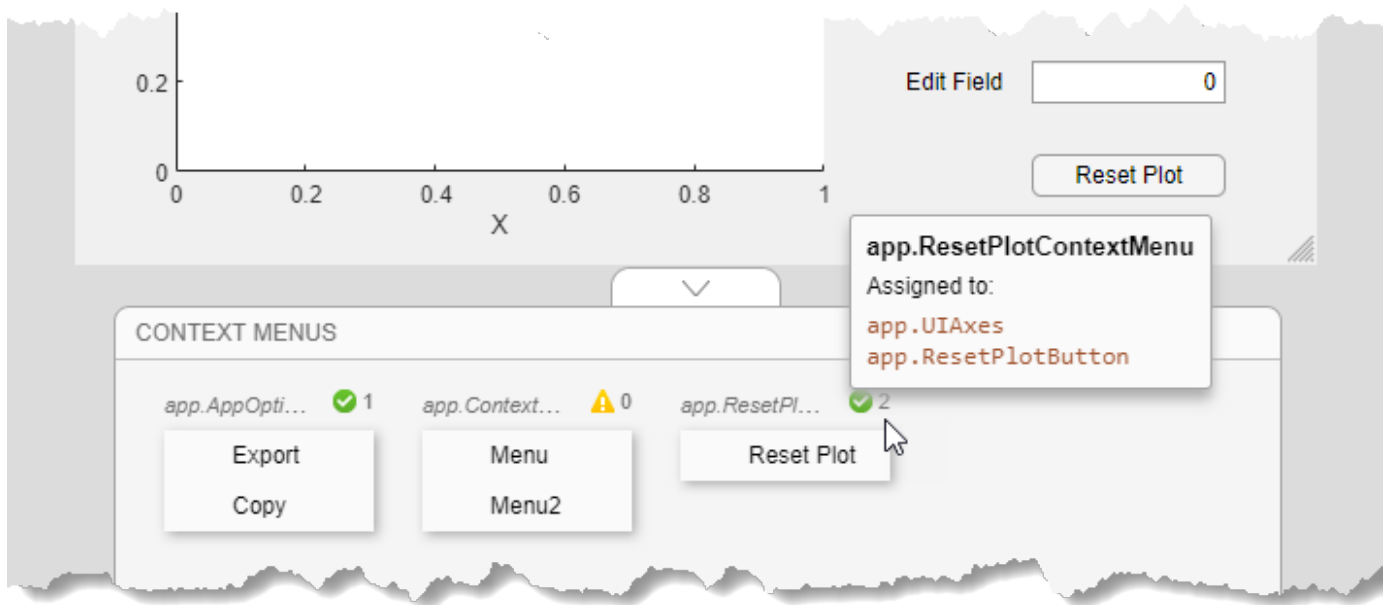 0.2
Edit Field 0
0
Reset Plot
0 0.2 0.4 0.6 0.8 1
X
app.ResetPlotContextMenu
Assigned to:
app.UIAxes
app.ResetPlotButton
CONTEXT MENUS
app.AppOpti... 1 app.Context... 0 app.ResetPl... 2
Export Menu Reset Plot
Copy Menu2